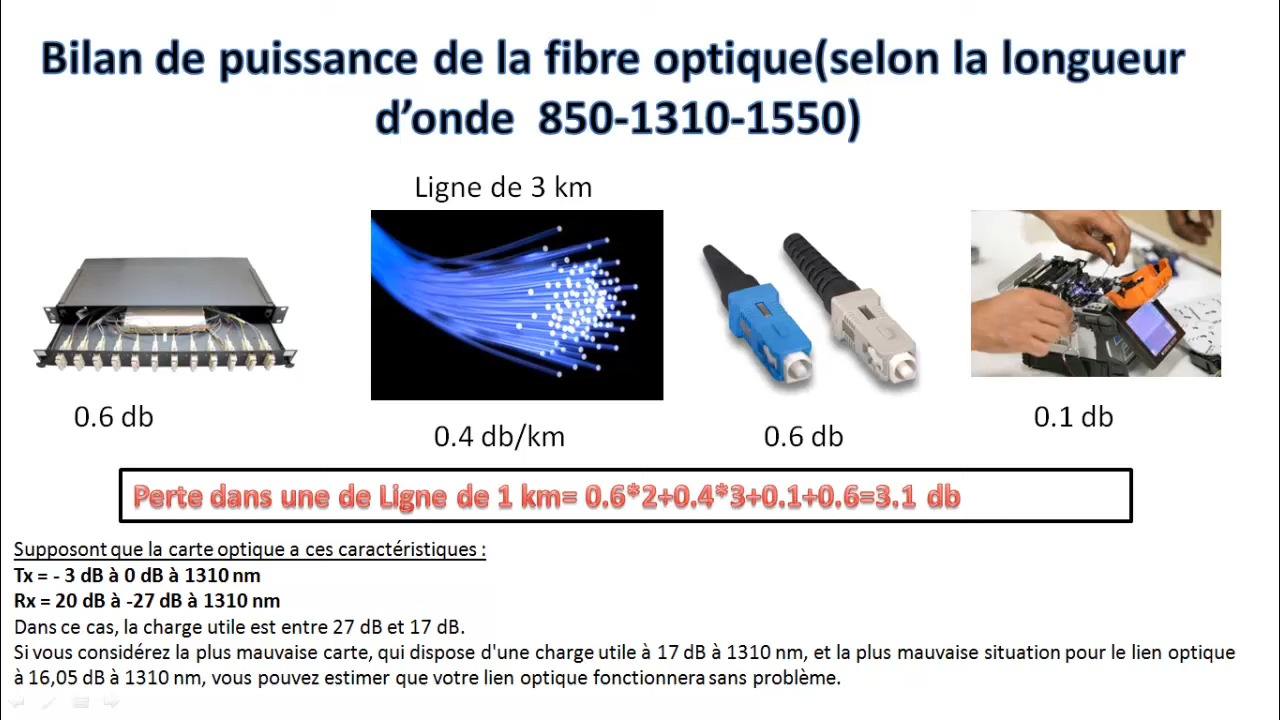 Bilan de puissance de la fibre optique(selon la longueur
d’onde 850-1310-1550)
Ligne de 3 km
0.6 db
0.4 db/km
0.6 db
0.1 db
Perte dans une de Ligne de 1 km= 0.6*2+0.4*3+0.1+0.6=3.1 db
Supposont que la carte optique a ces caractéristiques :
Tx = - 3 dB à 0 dB à 1310 nm
Rx = 20 dB à -27 dB à 1310 nm
Dans ce cas, la charge utile est entre 27 dB et 17 dB.
Si vous considérez la plus mauvaise carte, qui dispose d'une charge utile à 17 dB à 1310 nm, et la plus mauvaise situation pour le lien optique
à 16,05 dB à 1310 nm, vous pouvez estimer que votre lien optique fonctionnera sans problème.